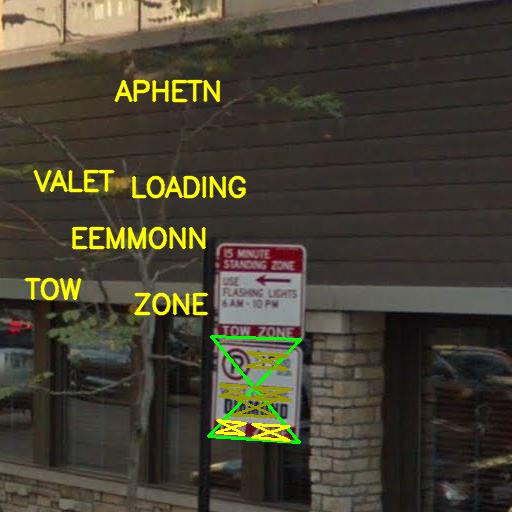 APHETN
VALET LOADING
EEMMONN
TOW ZONE
15 MINUTE
STANDING ZONE
USE
FLASHING LIGHTS
6 AM - 10 PM
TOW ZONE